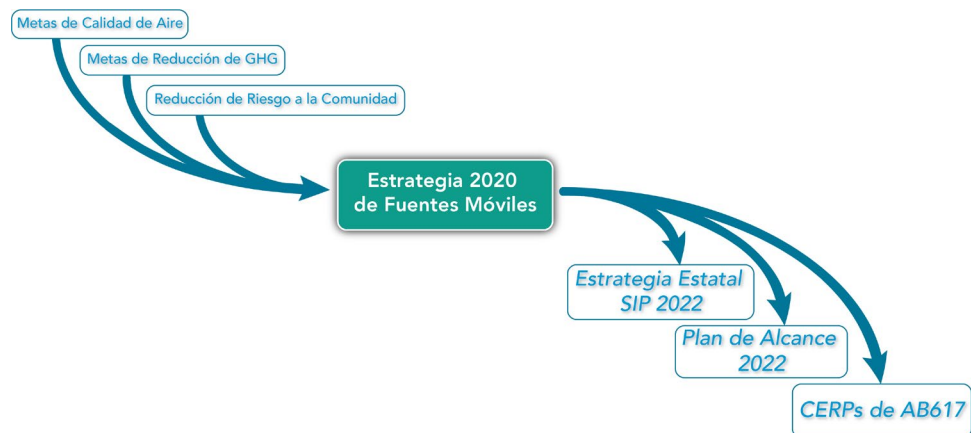 Metas de Calidad de Aire
Metas de Reducción de GHG
Reducción de Riesgo a la Comunidad
Estrategia 2020
de Fuentes Móviles
Estrategia Estatal
SIP 2022
Plan de Alcance
2022
CERPs de AB617